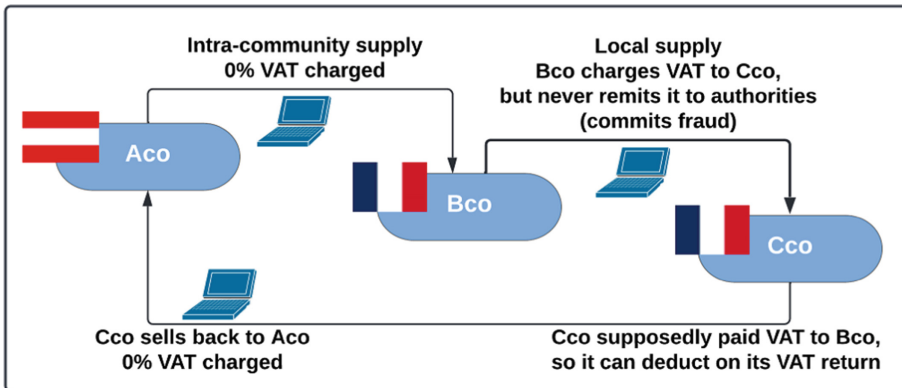 Intra-community supply
0% VAT charged
Local supply
Bco charges VAT to Cco,
but never remits it to authorities
(commits fraud)
Aco
Bco
Cco
Cco sells back to Aco
0% VAT charged
Cco supposedly paid VAT to Bco,
so it can deduct on its VAT return